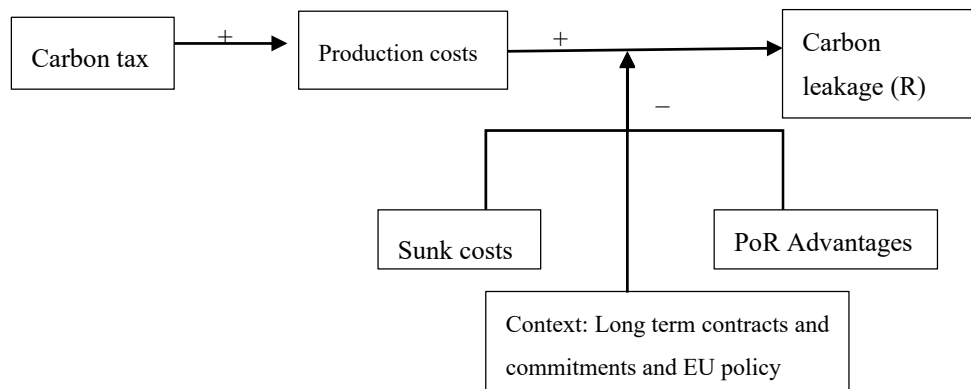 +
+
Carbon tax
Production costs
Carbon
leakage (R)
−
Sunk costs
PoR Advantages
Context: Long term contracts and
commitments and EU policy